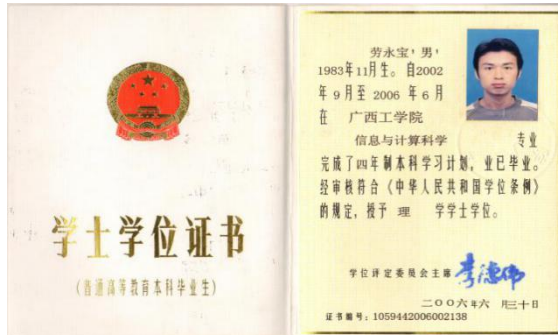 学士学位证书
(普通高等教育本科毕业生)
劳永宝,男,
1983年11月生。自2002
年9月至2006年6月
在 广西工学院
信息与计算科学 专业
完成了四年制本科学习计划,业已毕业。
经审核符合《中华人民共和国学位条例》
的规定,授予 理 学学士学位。
学位评定委员会主席 李德伟
二〇〇六年六月三十日
证书编号:1059442006002138